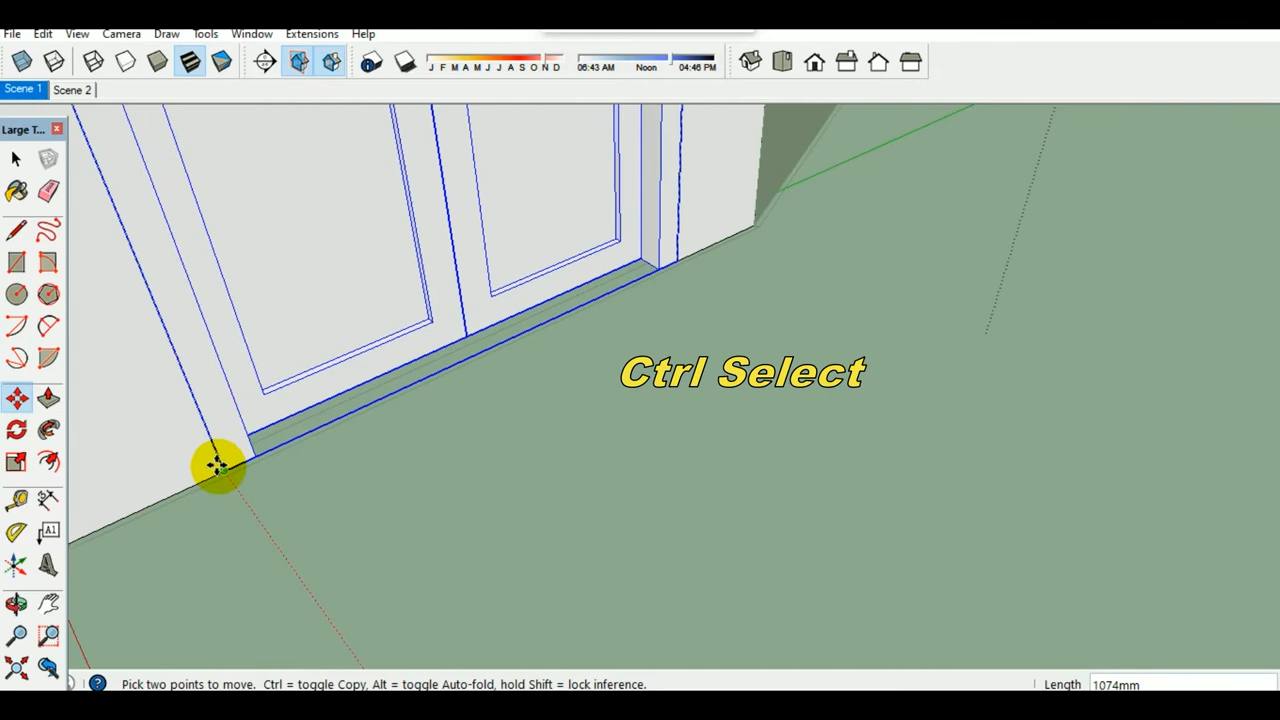 File Edit View Camera Draw Tools Window Extensions Help
J F M A M J J A S O N D 06:43 AM Noon 04:46 PM
Scene 1 Scene 2
Large T...
Ctrl Select
A1
Pick two points to move. Ctrl = toggle Copy, Alt = toggle Auto-fold, hold Shift = lock inference. Length 1074mm